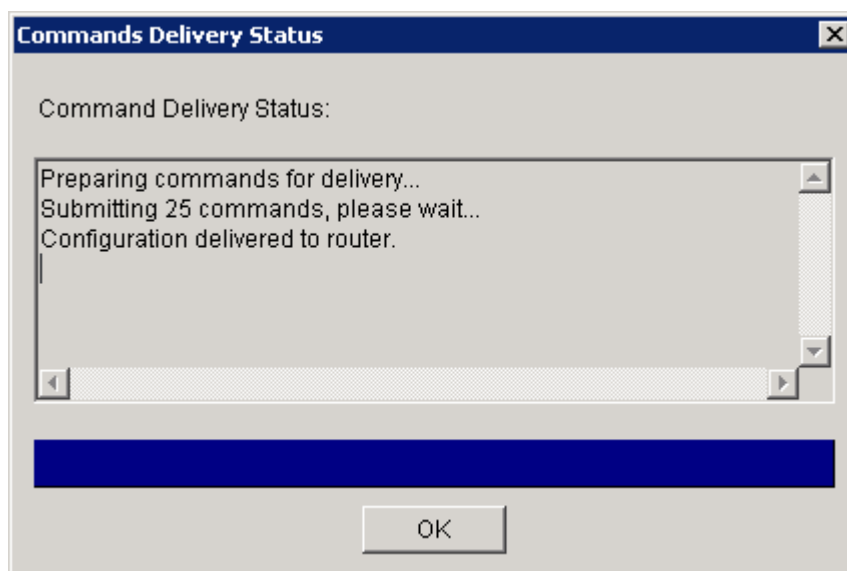 Commands Delivery Status
Command Delivery Status:
Preparing commands for delivery...
Submitting 25 commands, please wait...
Configuration delivered to router.
OK